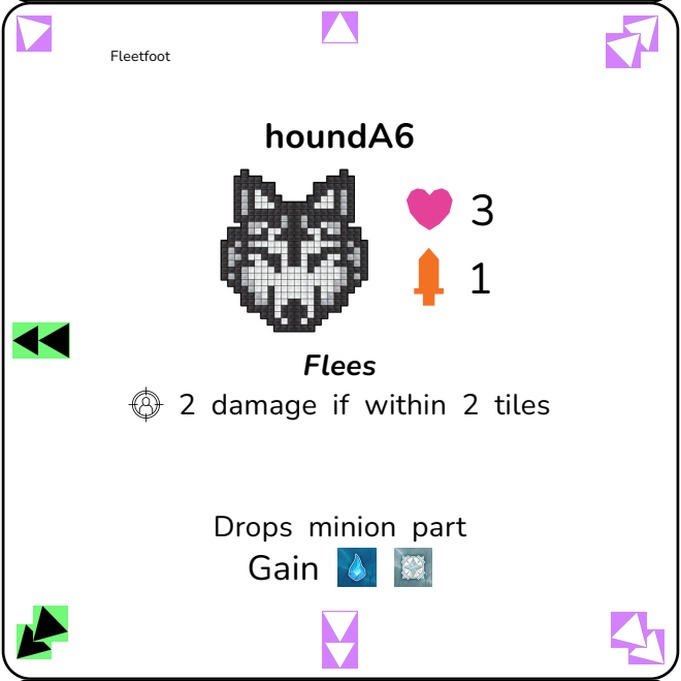 Fleetfoot
houndA6
3
1
Flees
2 damage if within 2 tiles
Drops minion part
Gain